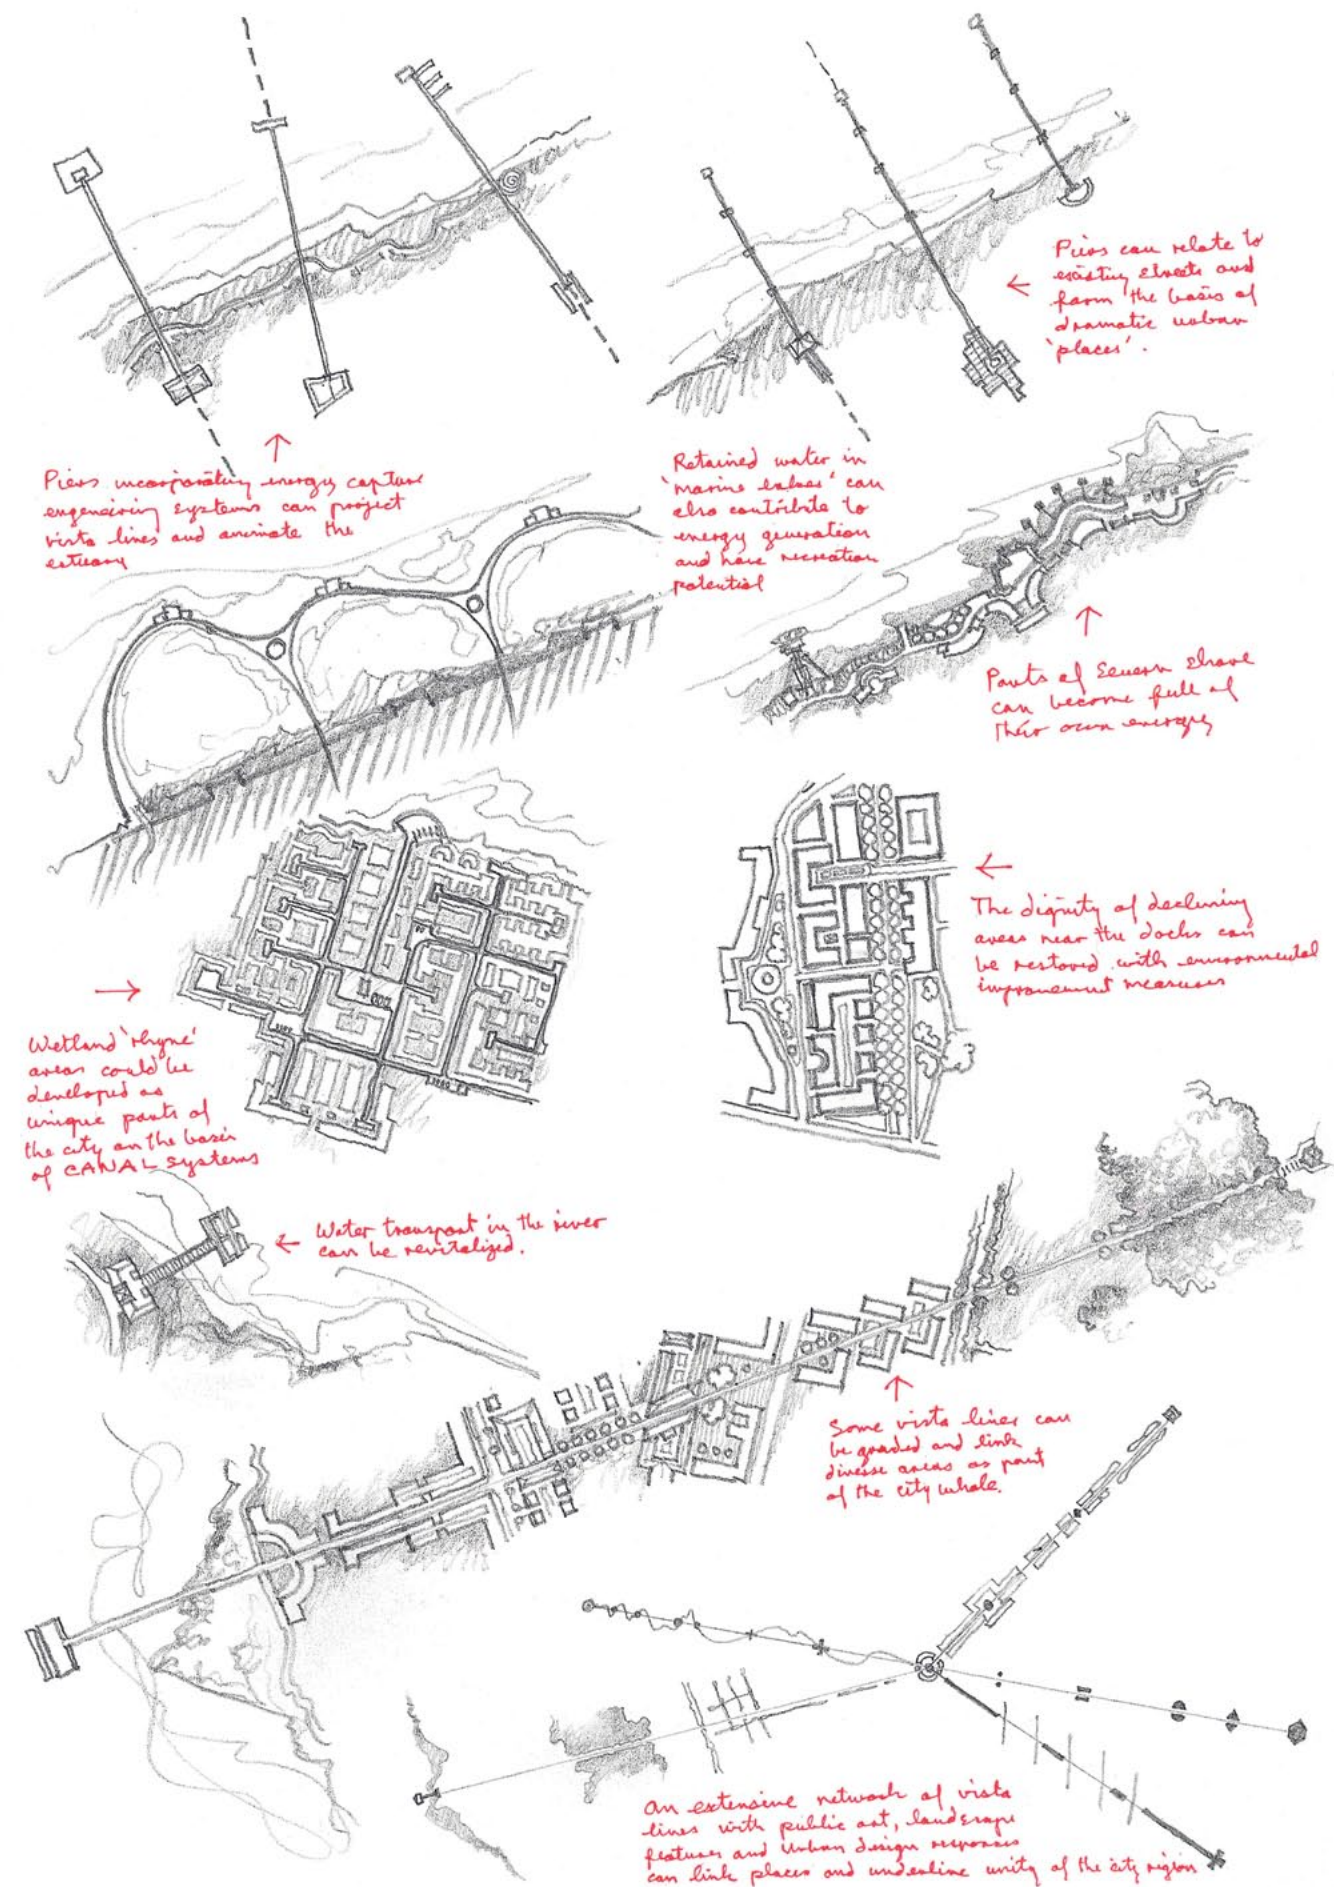 Piers can relate to
existing streets and
form the basis of
dramatic urban
'places'.
Piers incorporating energy capture
engineering systems can project
vista lines and animate the
estuary
Retained water in
'marine lakes' can
also contribute to
energy generation
and have recreation
potential
Parts of Severn shore
can become full of
their own energy
The dignity of declining
areas near the docks can
be restored with environmental
improvement measures
Wetland 'rhyne'
areas could be
developed as
unique parts of
the city on the basis
of CANAL systems
Water transport in the river
can be revitalized.
Some vista lines can
be graded and link
diverse areas as part
of the city whole.
An extensive network of vista
lines with public art, landscape
features and urban design responses
can link places and underline unity of the city region